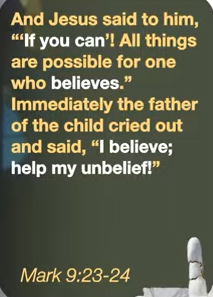 And Jesus said to him,
“‘If you can’! All things
are possible for one
who believes.”
Immediately the father
of the child cried out
and said, “I believe;
help my unbelief!”
Mark 9:23-24